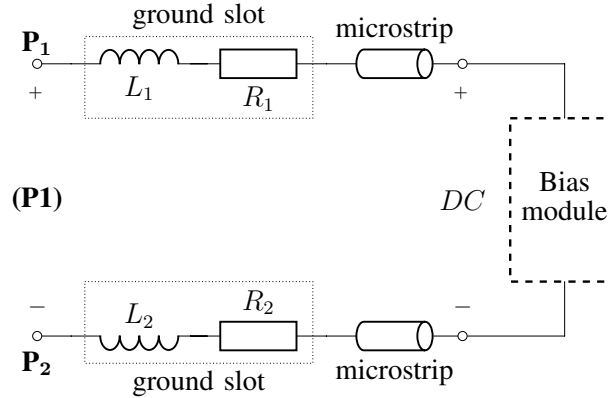 ground slot
P₁
microstrip
L₁
R₁
+
+
(P1)
DC
Bias
module
−
L₂
R₂
−
P₂
ground slot
microstrip